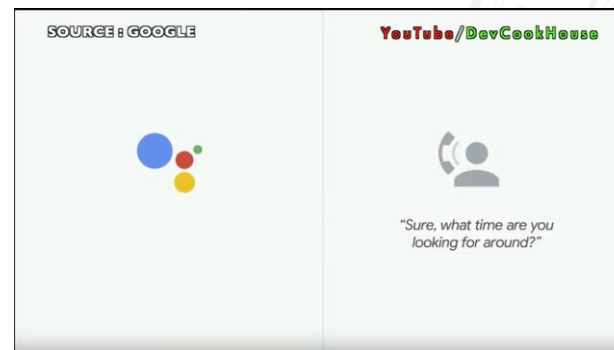 SOURCE : GOOGLE
YouTube/DevCookHouse
“Sure, what time are you
looking for around?”